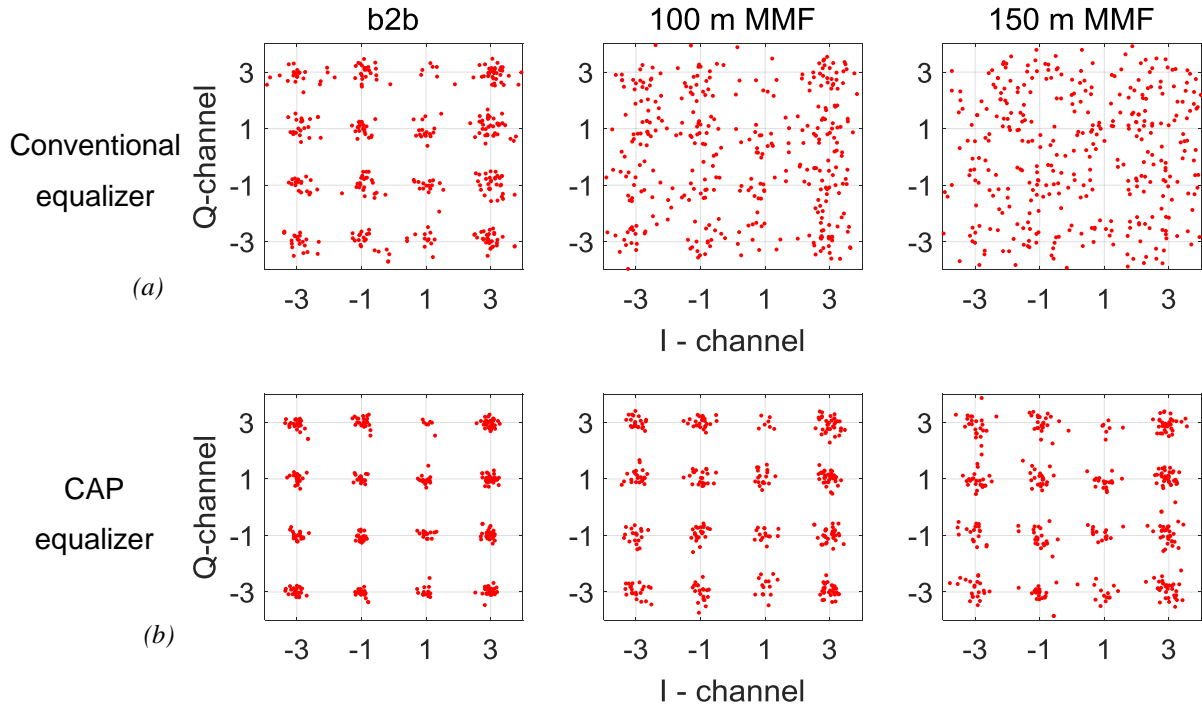 b2b 100 m MMF 150 m MMF
Conventional
equalizer
(a)
Q-channel
3 3 3
1 1 1
-1 -1 -1
-3 -3 -3
-3 -1 1 3 -3 -1 1 3 -3 -1 1 3
I - channel
CAP
equalizer
(b)
Q-channel
3 3 3
1 1 1
-1 -1 -1
-3 -3 -3
-3 -1 1 3 -3 -1 1 3 -3 -1 1 3
I - channel